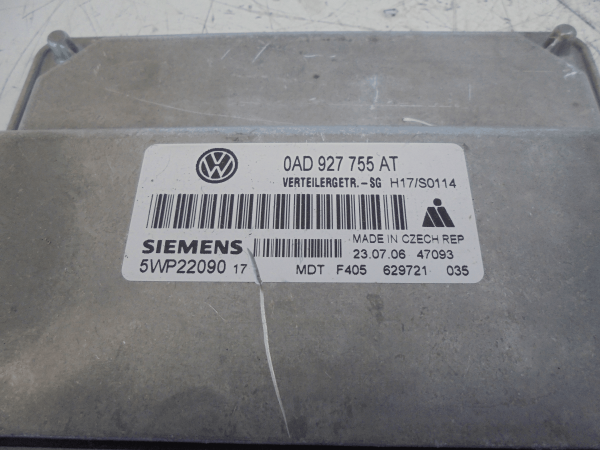 0AD 927 755 AT
VERTEILERGETR.-SG H17/S0114
SIEMENS
MADE IN CZECH REP
23.07.06 47093
5WP22090 17 MDT F405 629721 035